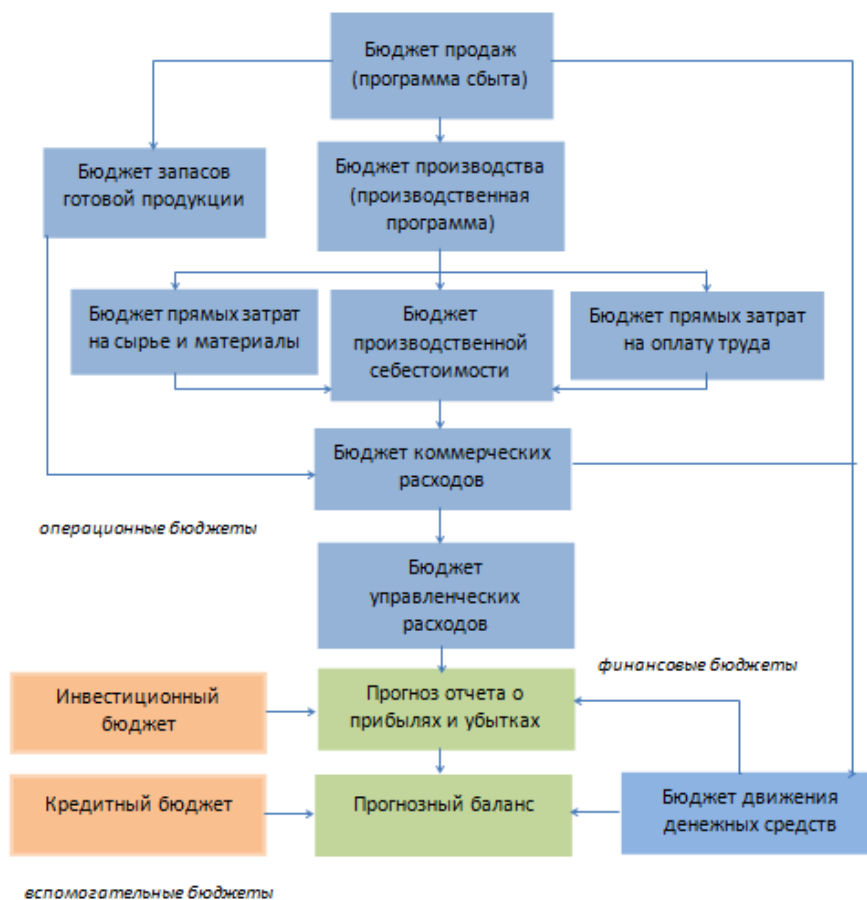 Бюджет продаж
(программа сбыта)
Бюджет запасов
готовой продукции
Бюджет производства
(производственная
программа)
Бюджет прямых затрат
на сырье и материалы
Бюджет
производственной
себестоимости
Бюджет прямых затрат
на оплату труда
Бюджет коммерческих
расходов
операционные бюджеты
Бюджет
управленческих
расходов
финансовые бюджеты
Инвестиционный
бюджет
Прогноз отчета о
прибылях и убытках
Кредитный бюджет
Прогнозный баланс
Бюджет движения
денежных средств
вспомогательные бюджеты